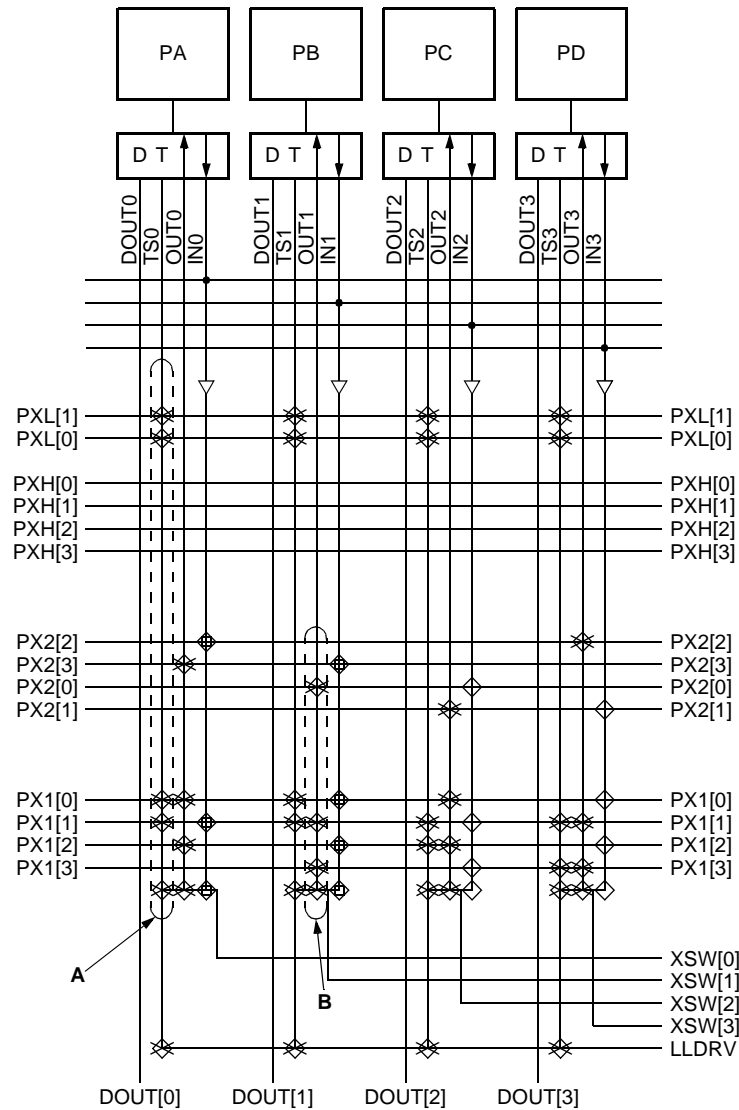 PA PB PC PD
D T D T D T D T
DOUT0 TS0 OUT0 IN0 DOUT1 TS1 OUT1 IN1 DOUT2 TS2 OUT2 IN2 DOUT3 TS3 OUT3 IN3
PXL[1] PXL[1]
PXL[0] PXL[0]
PXH[0] PXH[0]
PXH[1] PXH[1]
PXH[2] PXH[2]
PXH[3] PXH[3]
PX2[2] PX2[2]
PX2[3] PX2[3]
PX2[0] PX2[0]
PX2[1] PX2[1]
PX1[0] PX1[0]
PX1[1] PX1[1]
PX1[2] PX1[2]
PX1[3] PX1[3]
XSW[0]
A
XSW[1]
B
XSW[2]
XSW[3]
LLDRV
DOUT[0] DOUT[1] DOUT[2] DOUT[3]